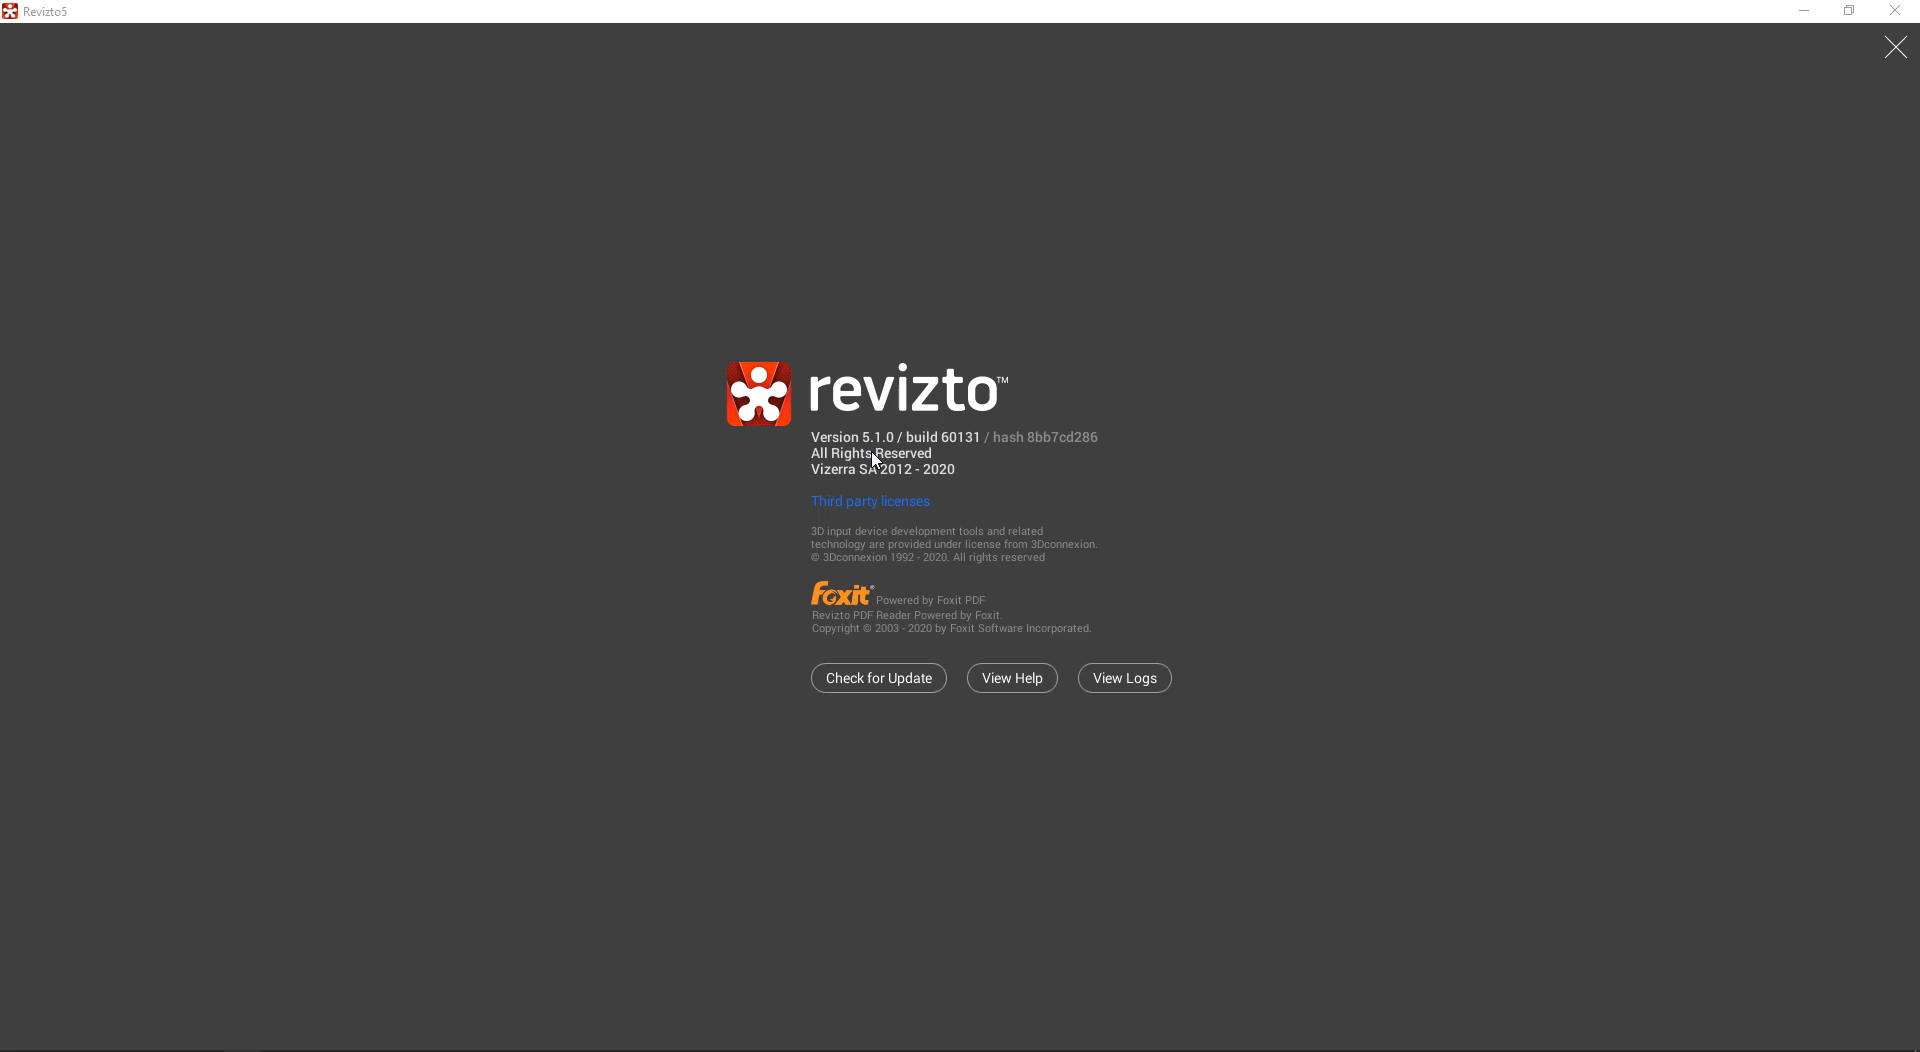 Revizto5
revizto™
Version 5.1.0 / build 60131 / hash 8bb7cd286
All Rights Reserved
Vizerra SA 2012 - 2020
Third party licenses
3D input device development tools and related
technology are provided under license from 3Dconnexion.
© 3Dconnexion 1992 - 2020. All rights reserved
Foxit® Powered by Foxit PDF
Revizto PDF Reader Powered by Foxit.
Copyright © 2003 - 2020 by Foxit Software Incorporated.
Check for Update View Help View Logs